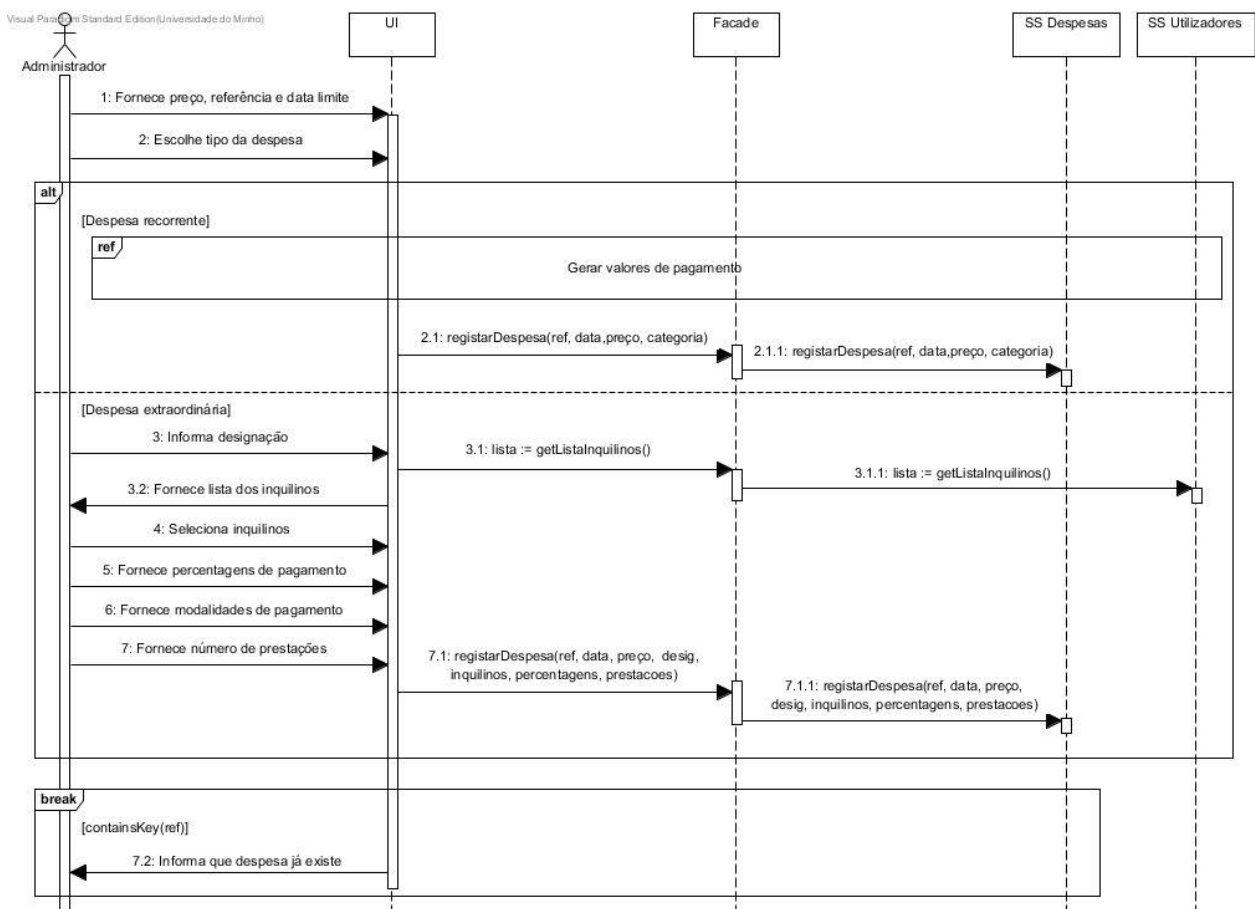 Visual Paradigm Standard Edition(Universidade do Minho)
UI
Facade
SS Despesas
SS Utilizadores
Administrador
1: Fornece preço, referência e data limite
2: Escolhe tipo da despesa
alt
[Despesa recorrente]
ref
Gerar valores de pagamento
2.1: registarDespesa(ref, data,preço, categoria)
2.1.1: registarDespesa(ref, data,preço, categoria)
[Despesa extraordinária]
3: Informa designação
3.1: lista := getListaInquilinos()
3.1.1: lista := getListaInquilinos()
3.2: Fornece lista dos inquilinos
4: Seleciona inquilinos
5: Fornece percentagens de pagamento
6: Fornece modalidades de pagamento
7: Fornece número de prestações
7.1: registarDespesa(ref, data, preço, desig,
inquilinos, percentagens, prestacoes)
7.1.1: registarDespesa(ref, data, preço,
desig, inquilinos, percentagens, prestacoes)
break
[containsKey(ref)]
7.2: Informa que despesa já existe